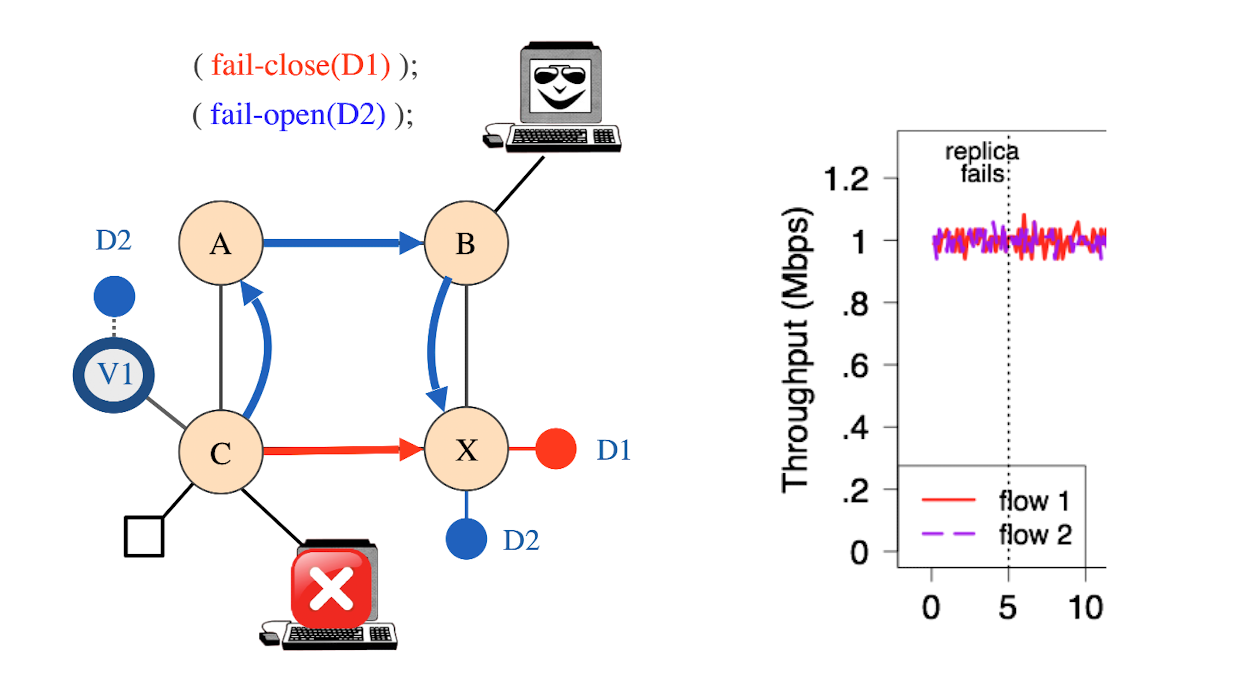 ( fail-close(D1) );
( fail-open(D2) );
A
B
D2
V1
C
X
D1
D2
replica
fails
Throughput (Mbps)
1.2
1
.8
.6
.4
.2
0
flow 1
flow 2
0 5 10